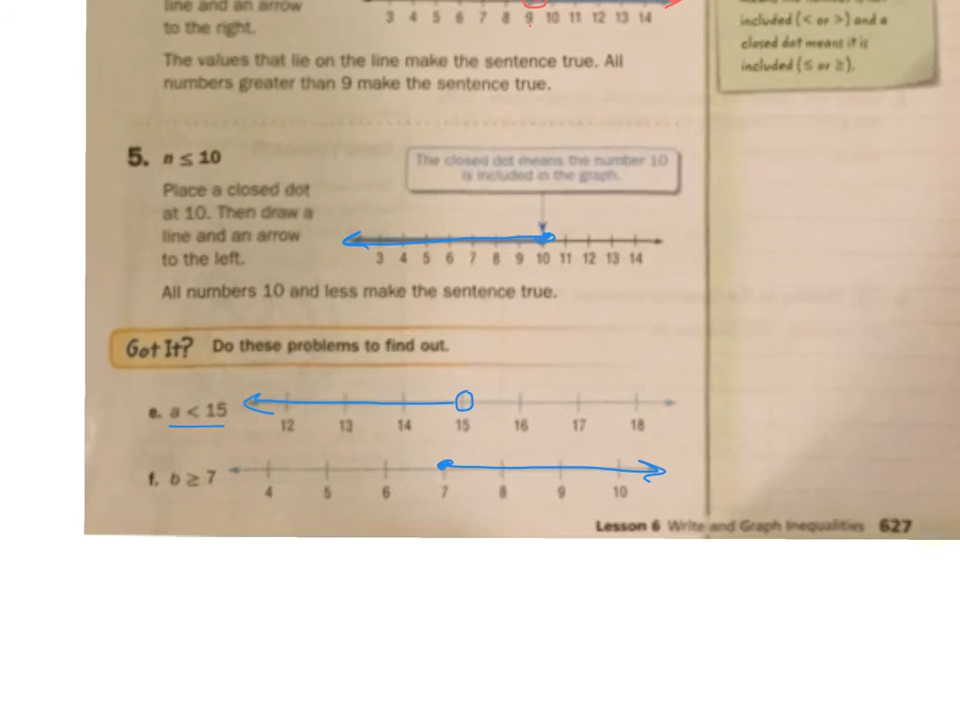 line and an arrow
to the right.
3 4 5 6 7 8 9 10 11 12 13 14
The values that lie on the line make the sentence true. All
numbers greater than 9 make the sentence true.
included (< or >) and a
closed dot means it is
included (≤ or ≥).
5. n ≤ 10
The closed dot means the number 10
is included in the graph.
Place a closed dot
at 10. Then draw a
line and an arrow
to the left.
3 4 5 6 7 8 9 10 11 12 13 14
All numbers 10 and less make the sentence true.
Got It? Do these problems to find out.
e. a < 15
12 13 14 15 16 17 18
f. b ≥ 7
4 5 6 7 8 9 10
Lesson 6 Write and Graph Inequalities 627